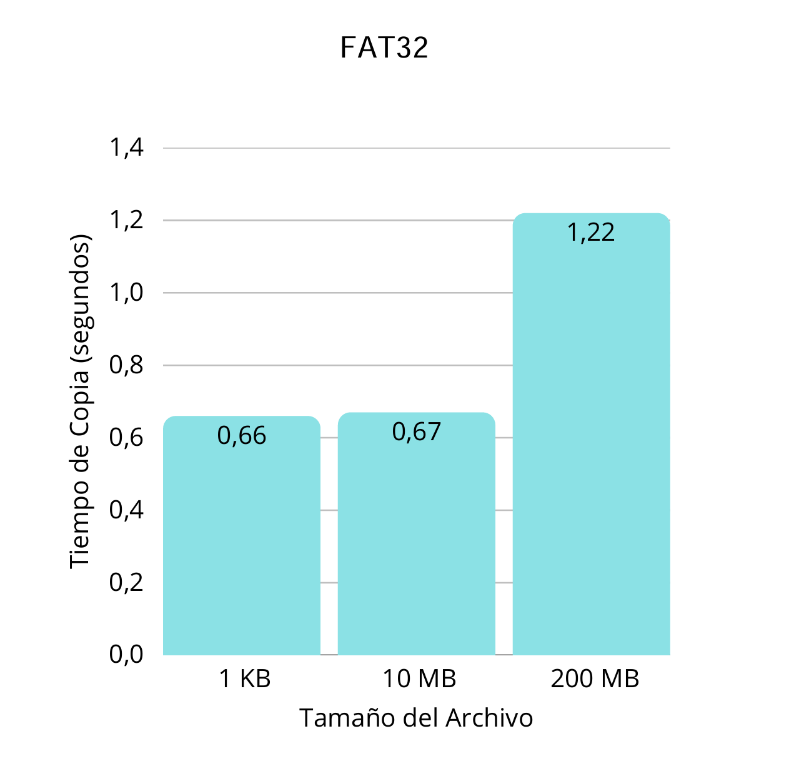 FAT32
1,4
1,2
1,0
0,8
0,6
0,4
0,2
0,0
Tiempo de Copia (segundos)
0,66
0,67
1,22
1 KB
10 MB
200 MB
Tamaño del Archivo